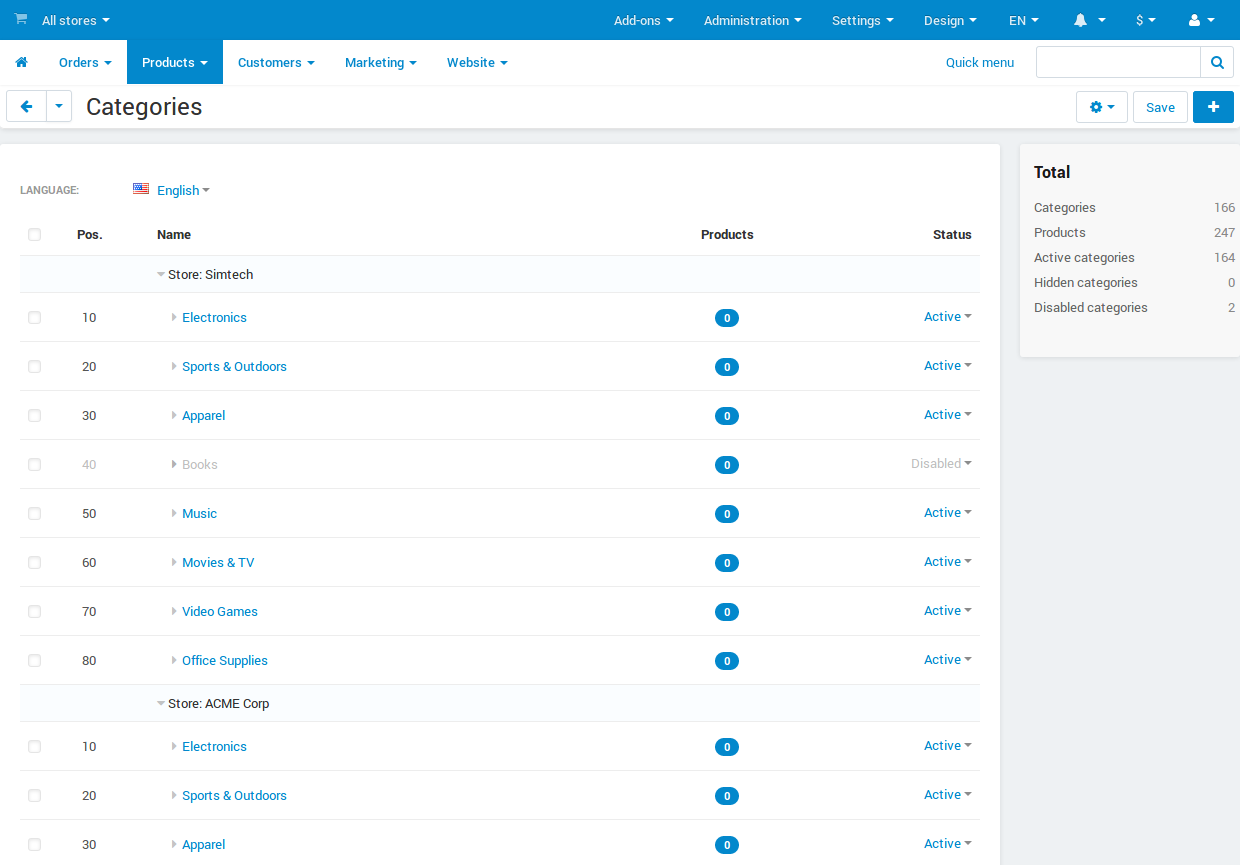 All stores Add-ons Administration Settings Design EN $
Orders Products Customers Marketing Website Quick menu
Categories Save
Total
LANGUAGE: English
Categories 166
Products 247
Active categories 164
Hidden categories 0
Disabled categories 2
Pos. Name Products Status
Store: Simtech
10 Electronics 0 Active
20 Sports & Outdoors 0 Active
30 Apparel 0 Active
40 Books 0 Disabled
50 Music 0 Active
60 Movies & TV 0 Active
70 Video Games 0 Active
80 Office Supplies 0 Active
Store: ACME Corp
10 Electronics 0 Active
20 Sports & Outdoors 0 Active
30 Apparel 0 Active